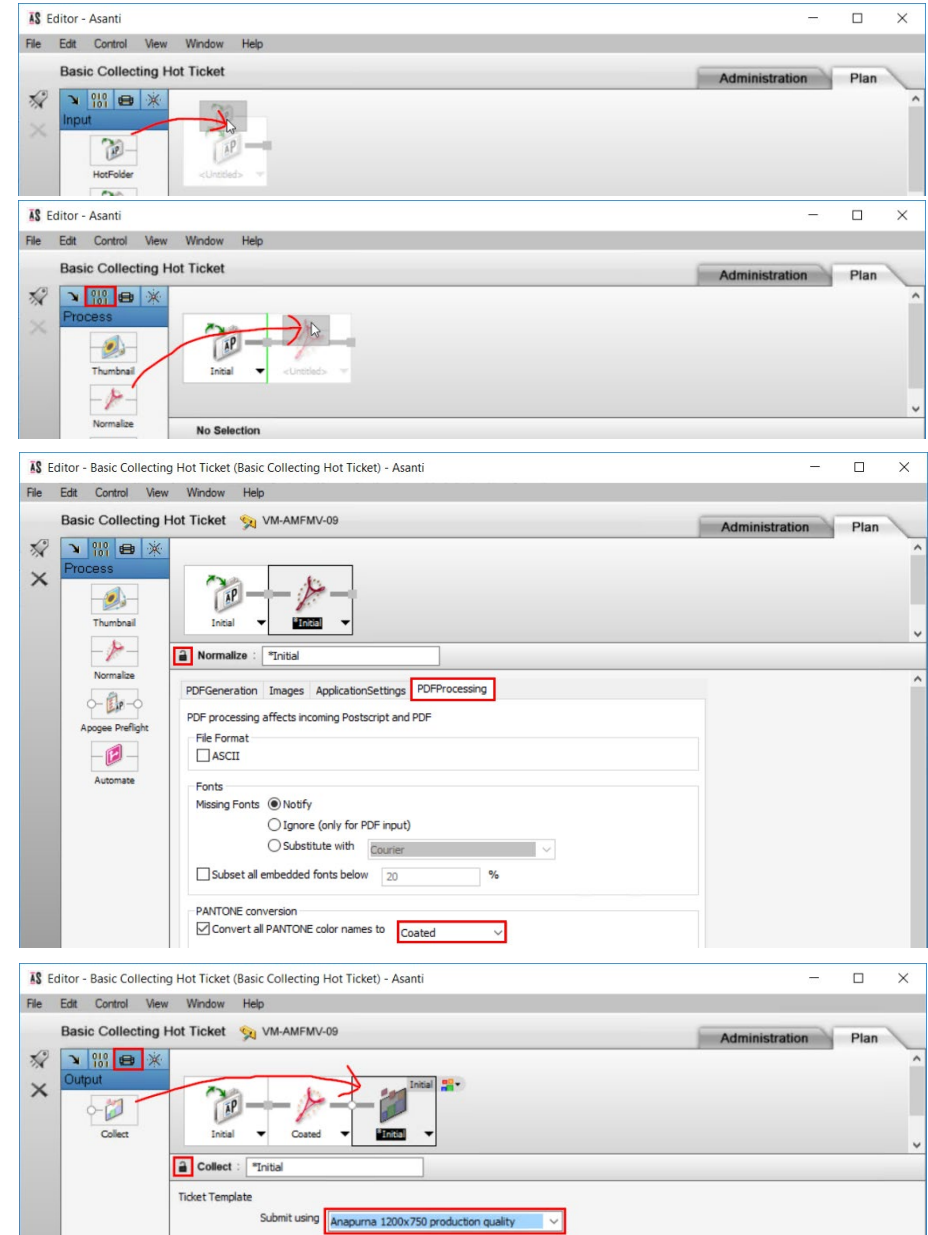 Editor - Asanti
File Edit Control View Window Help
Basic Collecting Hot Ticket
Administration Plan
Input
AP
HotFolder
<Untitled>
Editor - Asanti
File Edit Control View Window Help
Basic Collecting Hot Ticket
Administration Plan
Process
AP
Thumbnail
Initial <Untitled>
Normalize
No Selection
Editor - Basic Collecting Hot Ticket (Basic Collecting Hot Ticket) - Asanti
File Edit Control View Window Help
Basic Collecting Hot Ticket VM-AMFMV-09
Administration Plan
Process
AP
Thumbnail
Initial *Initial
Normalize : *Initial
Normalize
PDFGeneration Images ApplicationSettings PDFProcessing
PDF processing affects incoming Postscript and PDF
Apogee Preflight
File Format
ASCII
Automate
Fonts
Missing Fonts Notify
Ignore (only for PDF input)
Substitute with Courier
Subset all embedded fonts below 20 %
PANTONE conversion
Convert all PANTONE color names to Coated
Editor - Basic Collecting Hot Ticket (Basic Collecting Hot Ticket) - Asanti
File Edit Control View Window Help
Basic Collecting Hot Ticket VM-AMFMV-09
Administration Plan
Output
Initial
AP
Collect
Initial Coated *Initial
Collect : *Initial
Ticket Template
Submit using Anapurna 1200x750 production quality